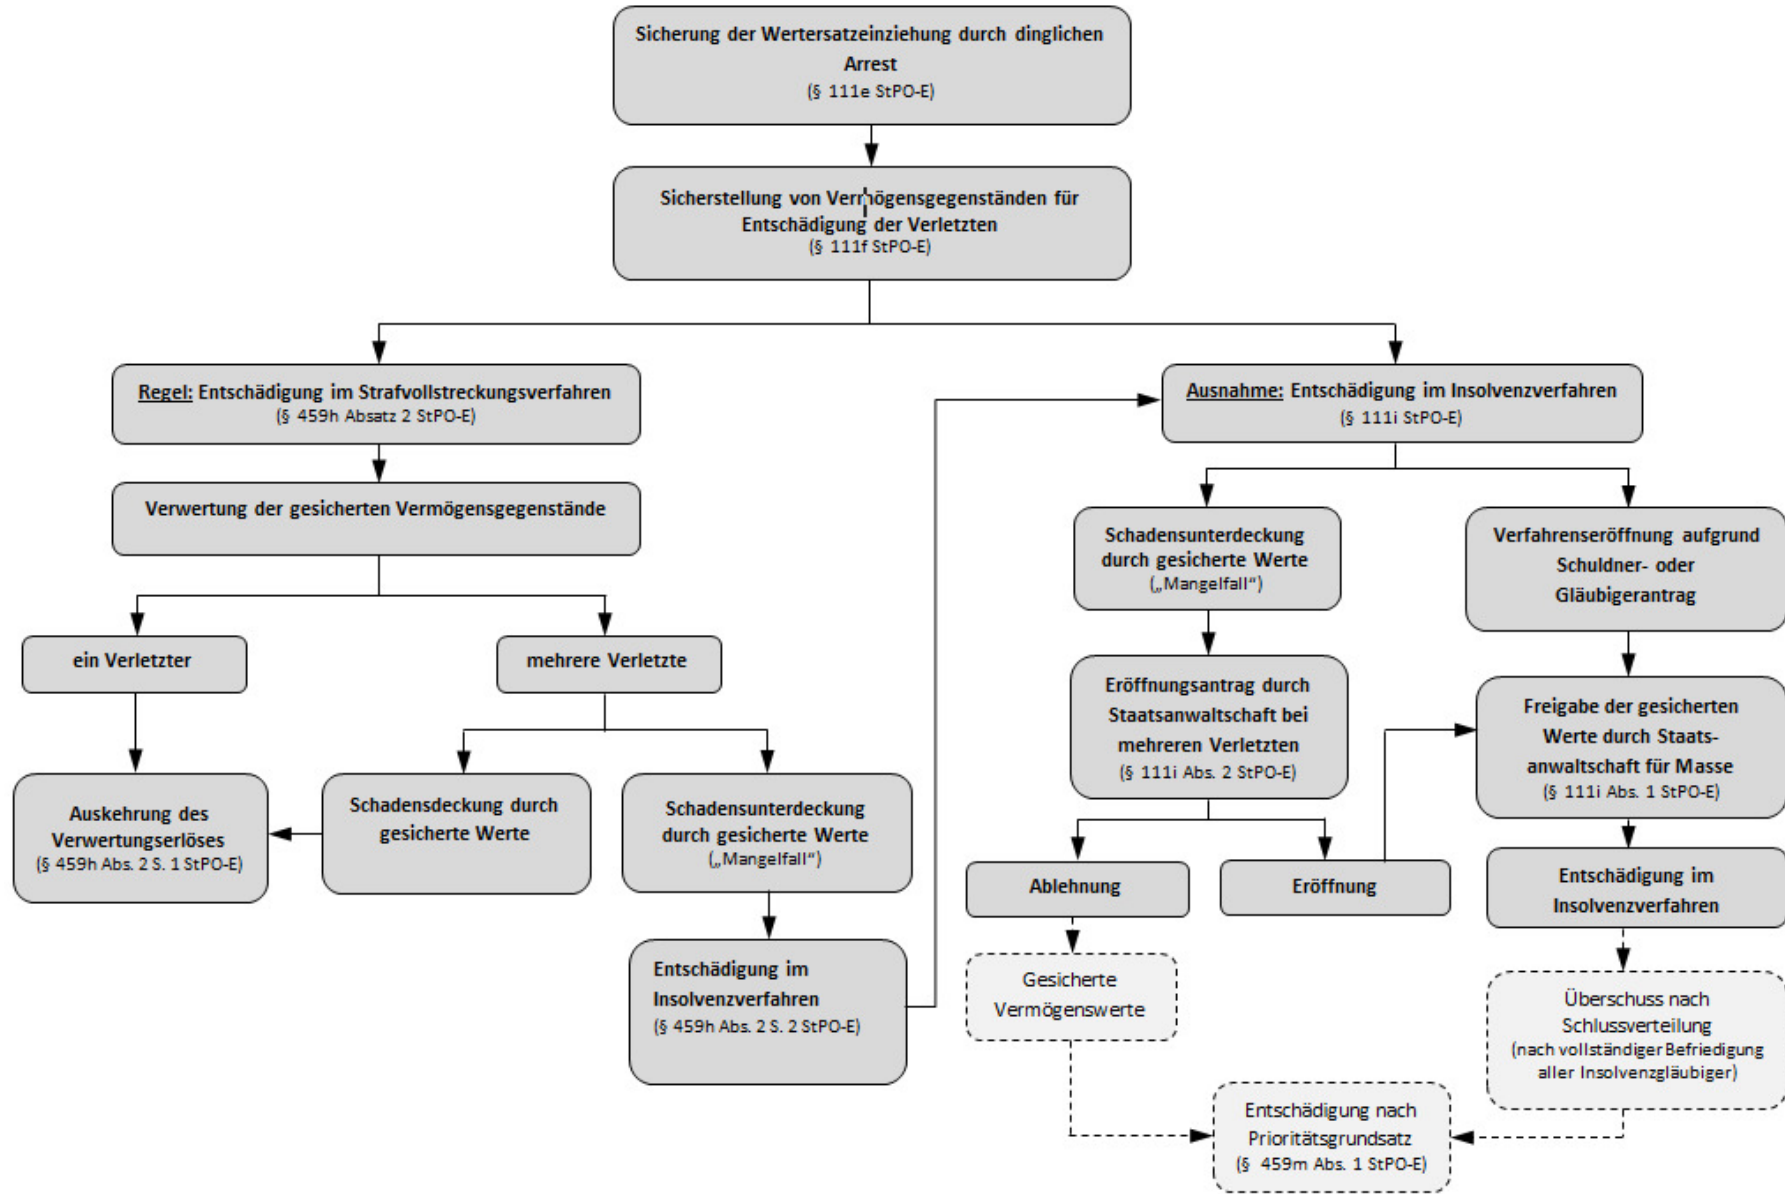 Sicherung der Wertersatzeinziehung durch dinglichen
Arrest
(§ 111e StPO-E)
Sicherstellung von Vermögensgegenständen für
Entschädigung der Verletzten
(§ 111f StPO-E)
Regel: Entschädigung im Strafvollstreckungsverfahren
(§ 459h Absatz 2 StPO-E)
Verwertung der gesicherten Vermögensgegenstände
ein Verletzter
mehrere Verletzte
Auskehrung des
Verwertungserlöses
(§ 459h Abs. 2 S. 1 StPO-E)
Schadensdeckung durch
gesicherte Werte
Schadensunterdeckung
durch gesicherte Werte
(„Mangelfall“)
Entschädigung im
Insolvenzverfahren
(§ 459h Abs. 2 S. 2 StPO-E)
Ausnahme: Entschädigung im Insolvenzverfahren
(§ 111i StPO-E)
Schadensunterdeckung
durch gesicherte Werte
(„Mangelfall“)
Eröffnungsantrag durch
Staatsanwaltschaft bei
mehreren Verletzten
(§ 111i Abs. 2 StPO-E)
Ablehnung
Eröffnung
Gesicherte
Vermögenswerte
Verfahrenseröffnung aufgrund
Schuldner- oder
Gläubigerantrag
Freigabe der gesicherten
Werte durch Staats-
anwaltschaft für Masse
(§ 111i Abs. 1 StPO-E)
Entschädigung im
Insolvenzverfahren
Überschuss nach
Schlussverteilung
(nach vollständiger Befriedigung
aller Insolvenzgläubiger)
Entschädigung nach
Prioritätsgrundsatz
(§ 459m Abs. 1 StPO-E)